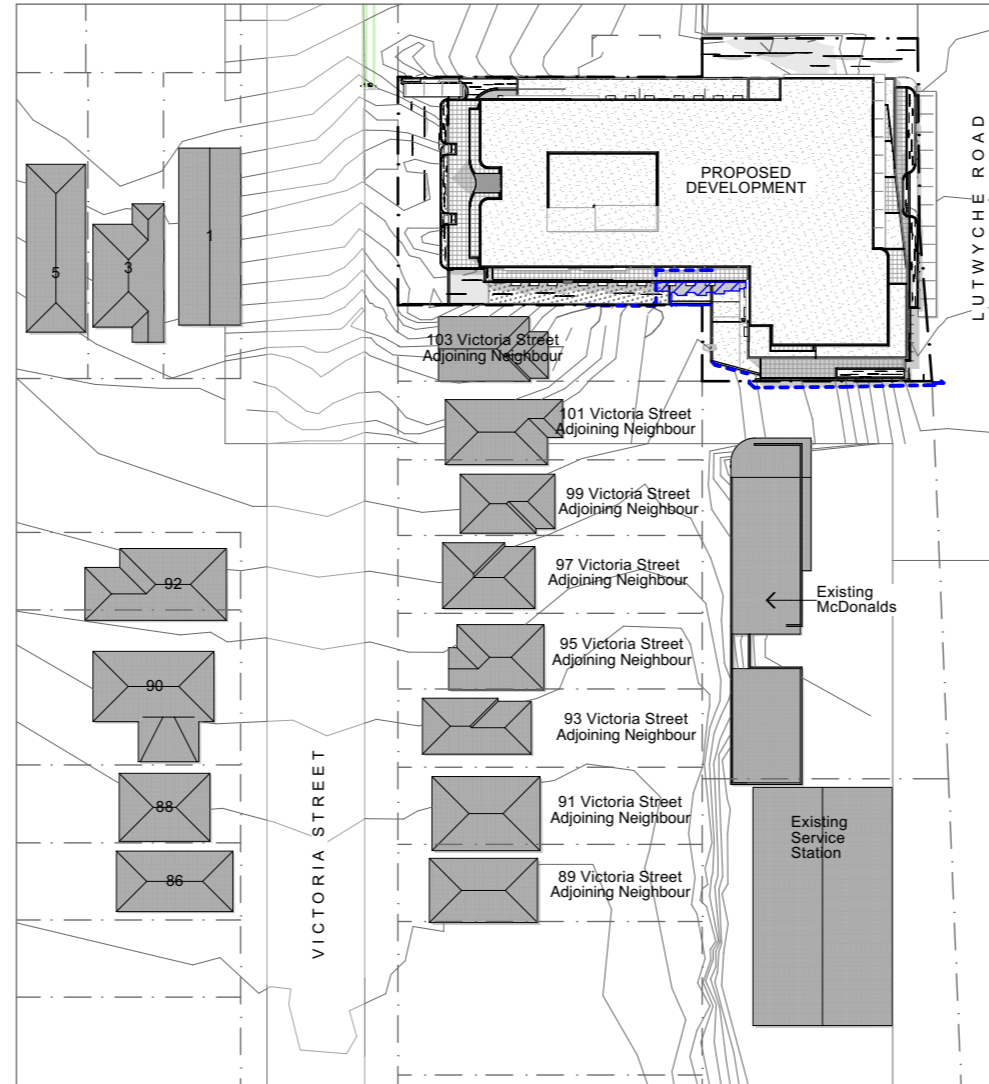 PROPOSED
DEVELOPMENT
LUTWYCHE ROAD
5
3
1
103 Victoria Street
Adjoining Neighbour
101 Victoria Street
Adjoining Neighbour
99 Victoria Street
Adjoining Neighbour
97 Victoria Street
Adjoining Neighbour
92
Existing
McDonalds
95 Victoria Street
Adjoining Neighbour
90
93 Victoria Street
Adjoining Neighbour
VICTORIA STREET
88
91 Victoria Street
Adjoining Neighbour
Existing
Service
Station
86
89 Victoria Street
Adjoining Neighbour